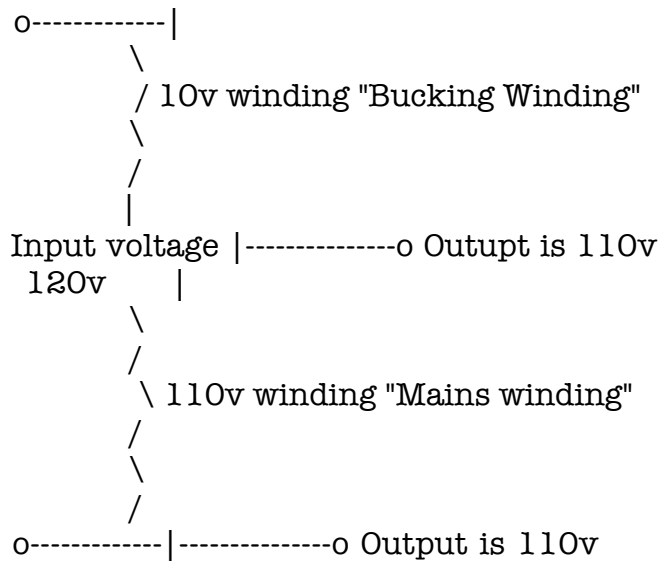 o-------------|
\
/ 10v winding "Bucking Winding"
\
/
|
Input voltage |---------------o Outupt is 110v
120v |
\
/
\ 110v winding "Mains winding"
/
\
/
o-------------|---------------o Output is 110v